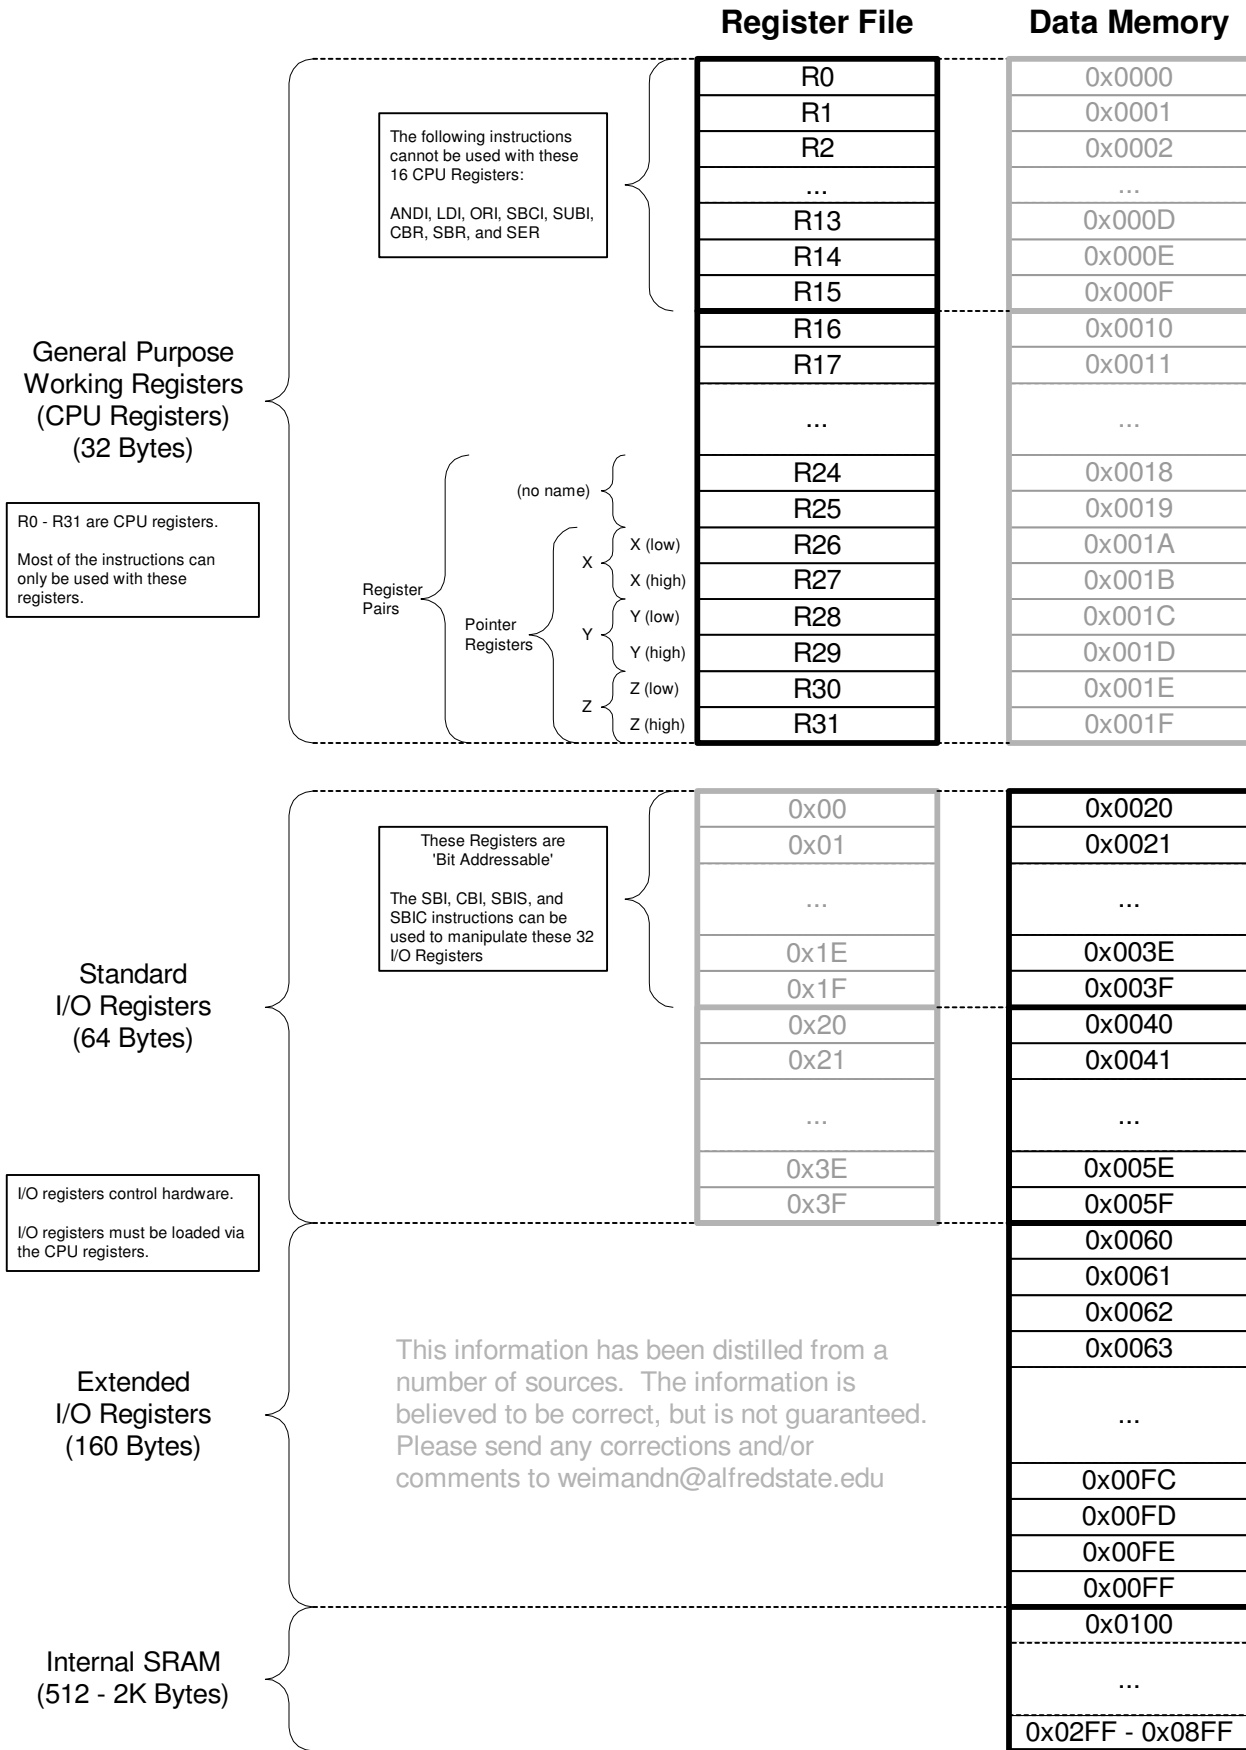 Register File
Data Memory
R0
0x0000
R1
0x0001
R2
0x0002
...
...
R13
0x000D
R14
0x000E
R15
0x000F
The following instructions
cannot be used with these
16 CPU Registers:
ANDI, LDI, ORI, SBCI, SUBI,
CBR, SBR, and SER
R16
0x0010
R17
0x0011
...
...
R24
0x0018
R25
0x0019
R26
0x001A
R27
0x001B
R28
0x001C
R29
0x001D
R30
0x001E
R31
0x001F
General Purpose
Working Registers
(CPU Registers)
(32 Bytes)
R0 - R31 are CPU registers.
Most of the instructions can
only be used with these
registers.
Register
Pairs
Pointer
Registers
(no name)
X
X (low)
X (high)
Y
Y (low)
Y (high)
Z
Z (low)
Z (high)
0x00
0x0020
0x01
0x0021
...
...
0x1E
0x003E
0x1F
0x003F
These Registers are
'Bit Addressable'
The SBI, CBI, SBIS, and
SBIC instructions can be
used to manipulate these 32
I/O Registers
0x20
0x0040
0x21
0x0041
...
...
0x3E
0x005E
0x3F
0x005F
Standard
I/O Registers
(64 Bytes)
I/O registers control hardware.
I/O registers must be loaded via
the CPU registers.
0x0060
0x0061
0x0062
0x0063
...
0x00FC
0x00FD
0x00FE
0x00FF
Extended
I/O Registers
(160 Bytes)
This information has been distilled from a
number of sources. The information is
believed to be correct, but is not guaranteed.
Please send any corrections and/or
comments to weimandn@alfredstate.edu
Internal SRAM
(512 - 2K Bytes)
0x0100
...
0x02FF - 0x08FF